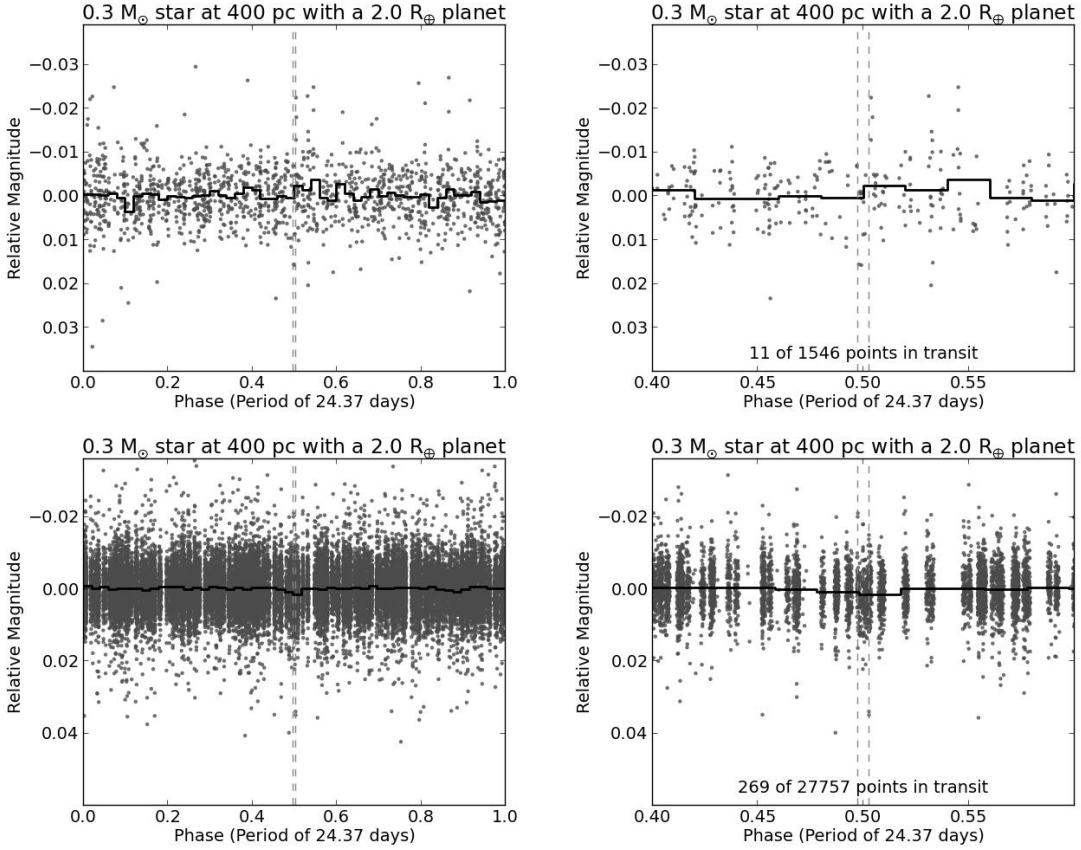 0.3 M☉ star at 400 pc with a 2.0 R⊕ planet
Relative Magnitude
−0.03
−0.02
−0.01
0.00
0.01
0.02
0.03
0.0 0.2 0.4 0.6 0.8 1.0
Phase (Period of 24.37 days)
0.3 M☉ star at 400 pc with a 2.0 R⊕ planet
Relative Magnitude
−0.03
−0.02
−0.01
0.00
0.01
0.02
0.03
11 of 1546 points in transit
0.40 0.45 0.50 0.55
Phase (Period of 24.37 days)
0.3 M☉ star at 400 pc with a 2.0 R⊕ planet
Relative Magnitude
−0.02
0.00
0.02
0.04
0.0 0.2 0.4 0.6 0.8 1.0
Phase (Period of 24.37 days)
0.3 M☉ star at 400 pc with a 2.0 R⊕ planet
Relative Magnitude
−0.02
0.00
0.02
0.04
269 of 27757 points in transit
0.40 0.45 0.50 0.55
Phase (Period of 24.37 days)